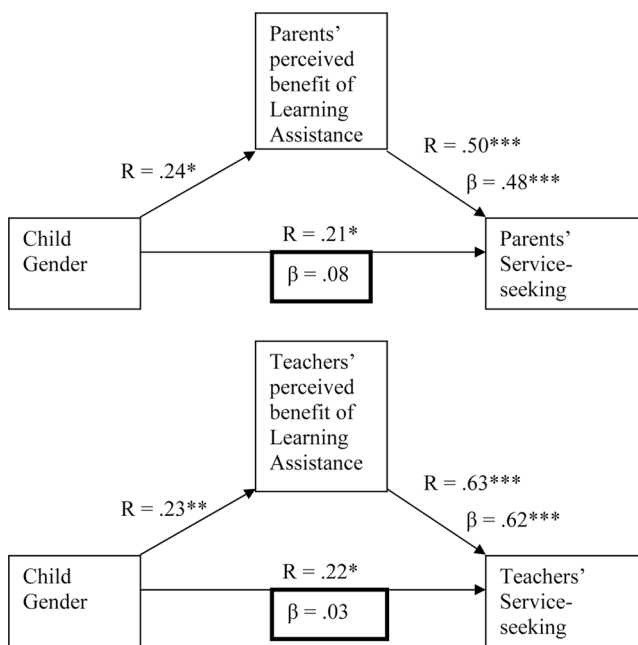 Parents'
perceived
benefit of
Learning
Assistance
R = .50***
R = .24*
β = .48***
Child
Gender
R = .21*
β = .08
Parents'
Service-
seeking
Teachers'
perceived
benefit of
Learning
Assistance
R = .63***
R = .23**
β = .62***
Child
Gender
R = .22*
β = .03
Teachers'
Service-
seeking